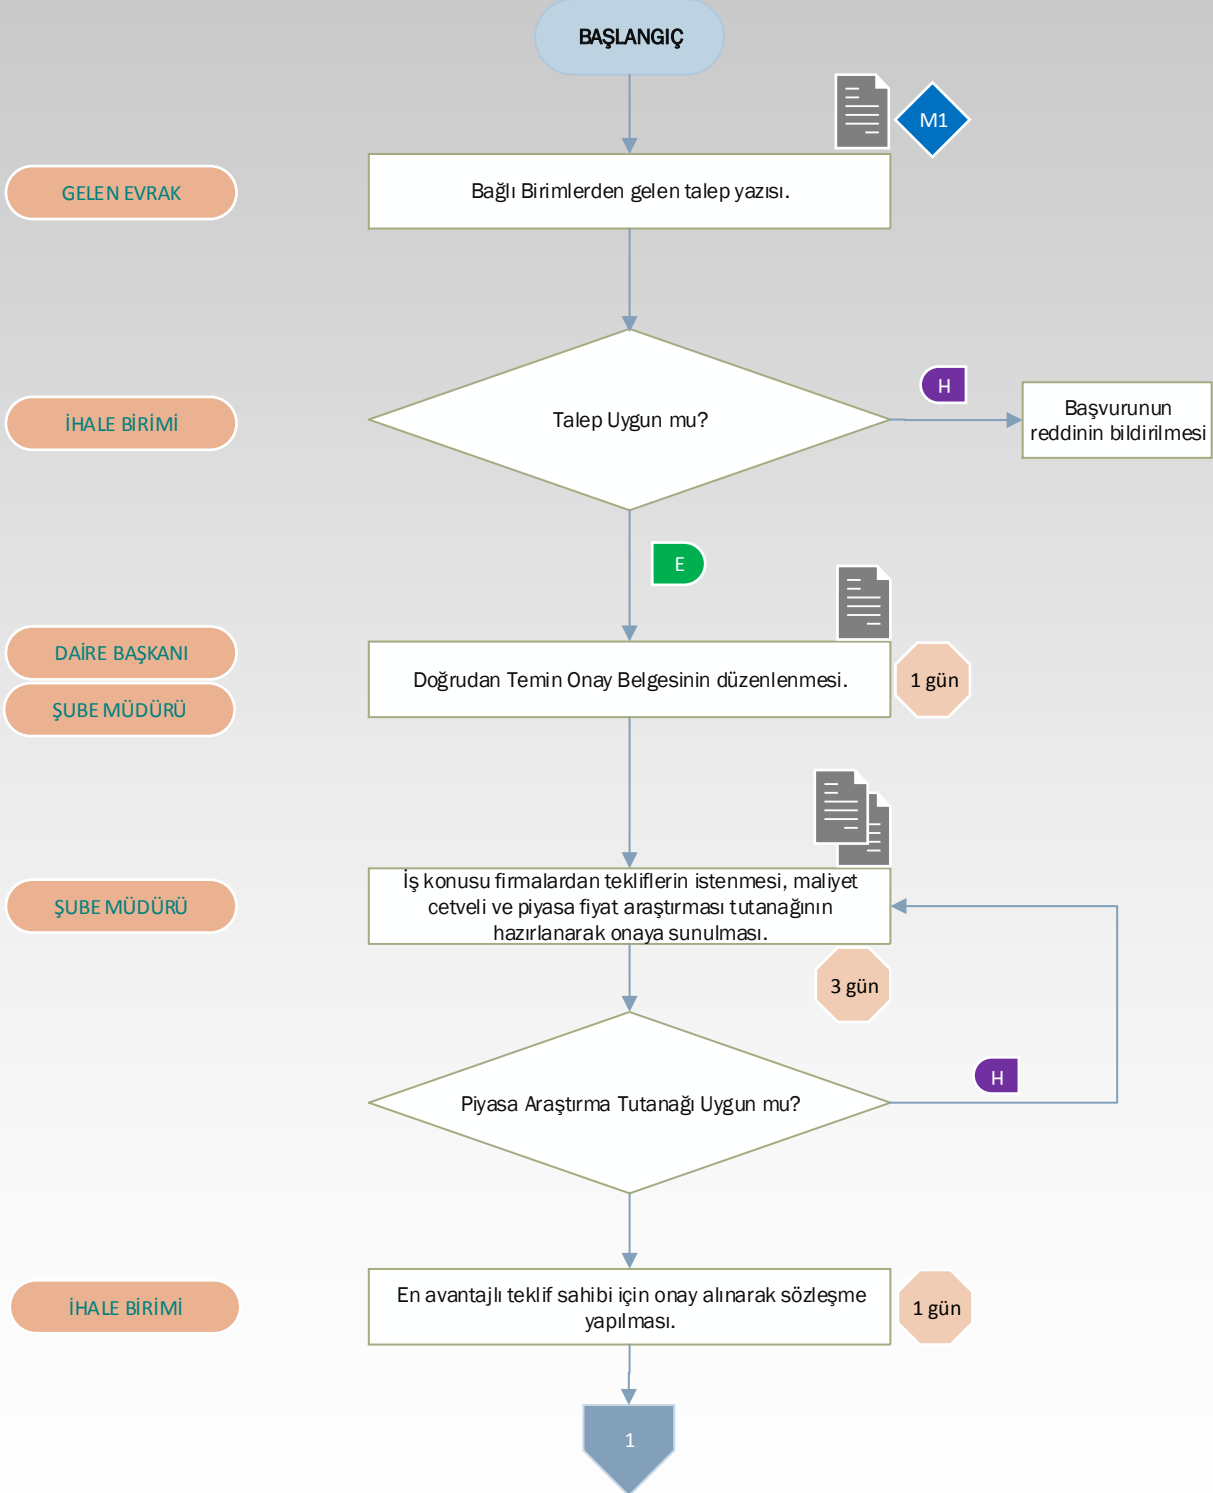 BAŞLANGIÇ
M1
GELEN EVRAK
Bağlı Birimlerden gelen talep yazısı.
H
İHALE BİRİMİ
Talep Uygun mu?
Başvurunun
reddinin bildirilmesi
E
DAİRE BAŞKANI
ŞUBE MÜDÜRÜ
Doğrudan Temin Onay Belgesinin düzenlenmesi.
1 gün
ŞUBE MÜDÜRÜ
İş konusu firmalardan tekliflerin istenmesi, maliyet
cetveli ve piyasa fiyat araştırması tutanağının
hazırlanarak onaya sunulması.
3 gün
H
Piyasa Araştırma Tutanağı Uygun mu?
İHALE BİRİMİ
En avantajlı teklif sahibi için onay alınarak sözleşme
yapılması.
1 gün
1